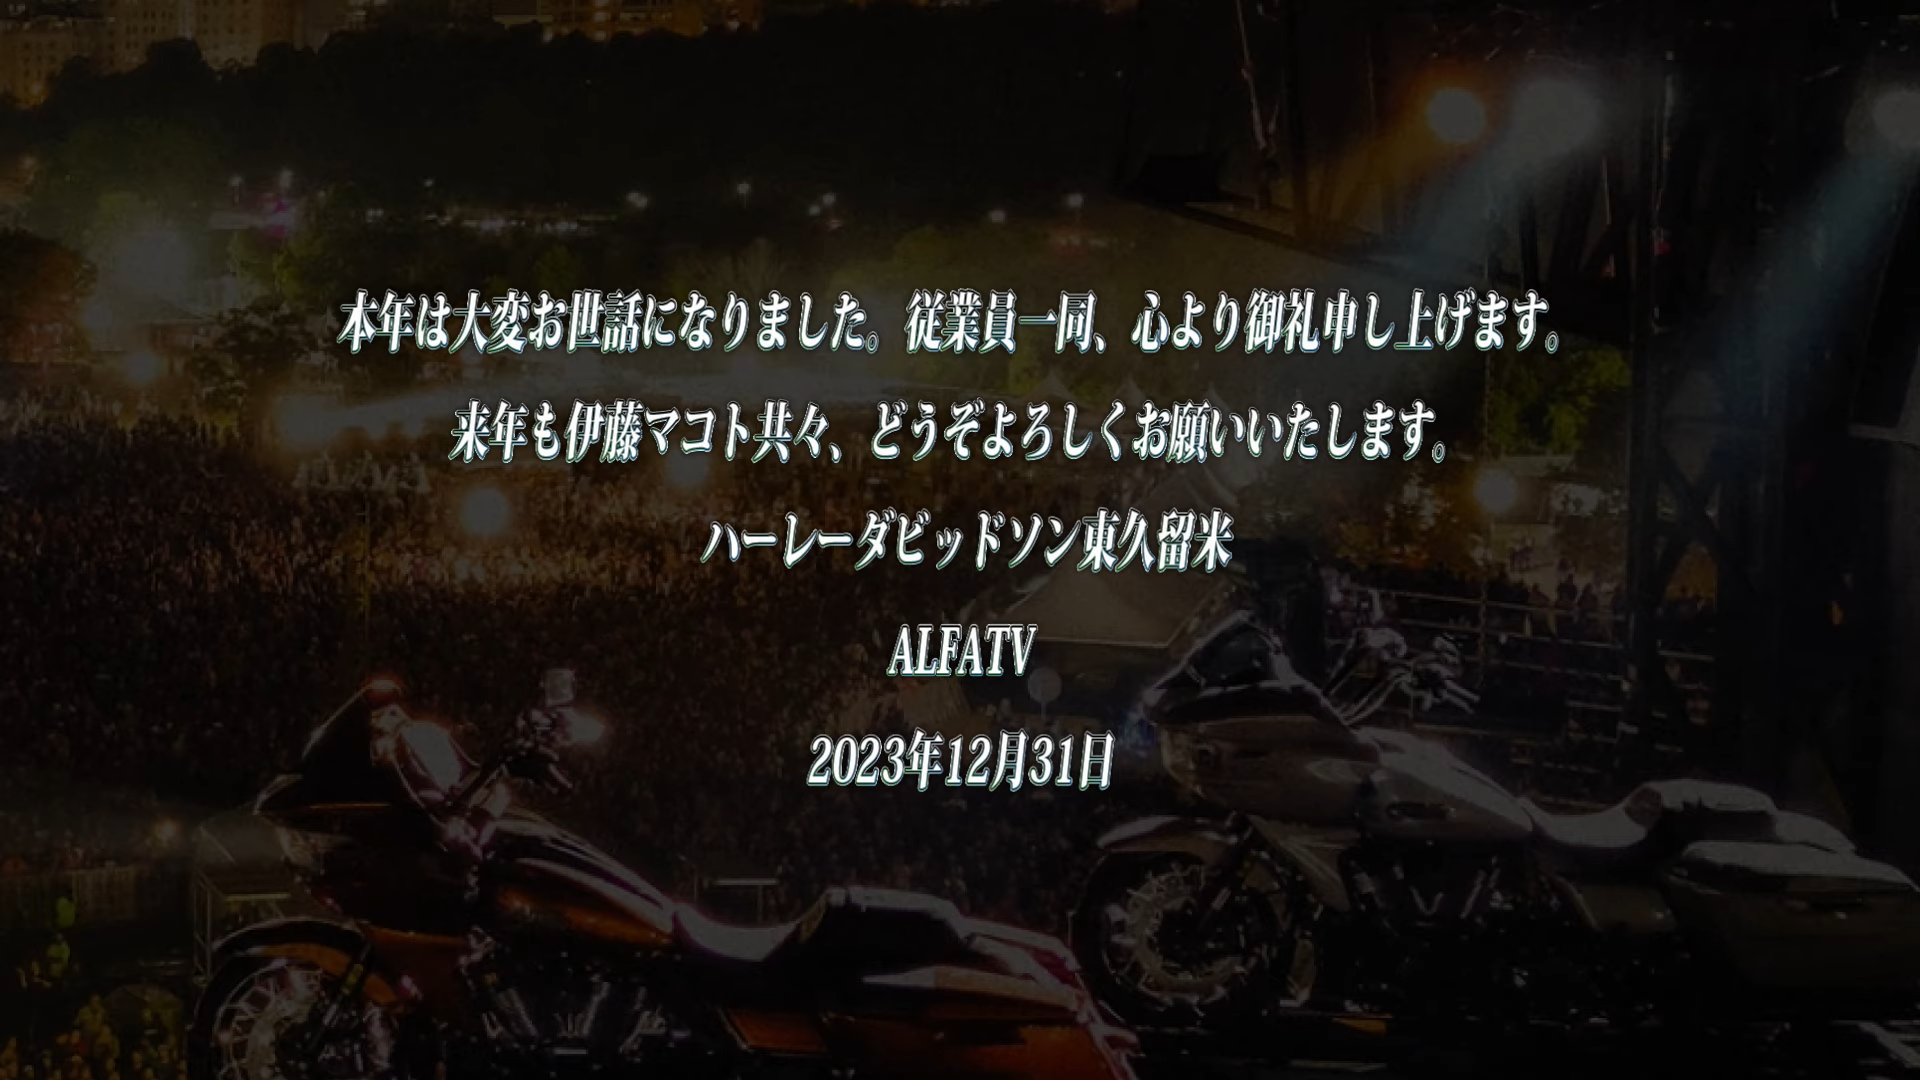 本年は大変お世話になりました。従業員一同、心より御礼申し上げます。
来年も伊藤マコト共々、どうぞよろしくお願いいたします。
ハーレーダビッドソン東久留米
ALFATV
2023年12月31日